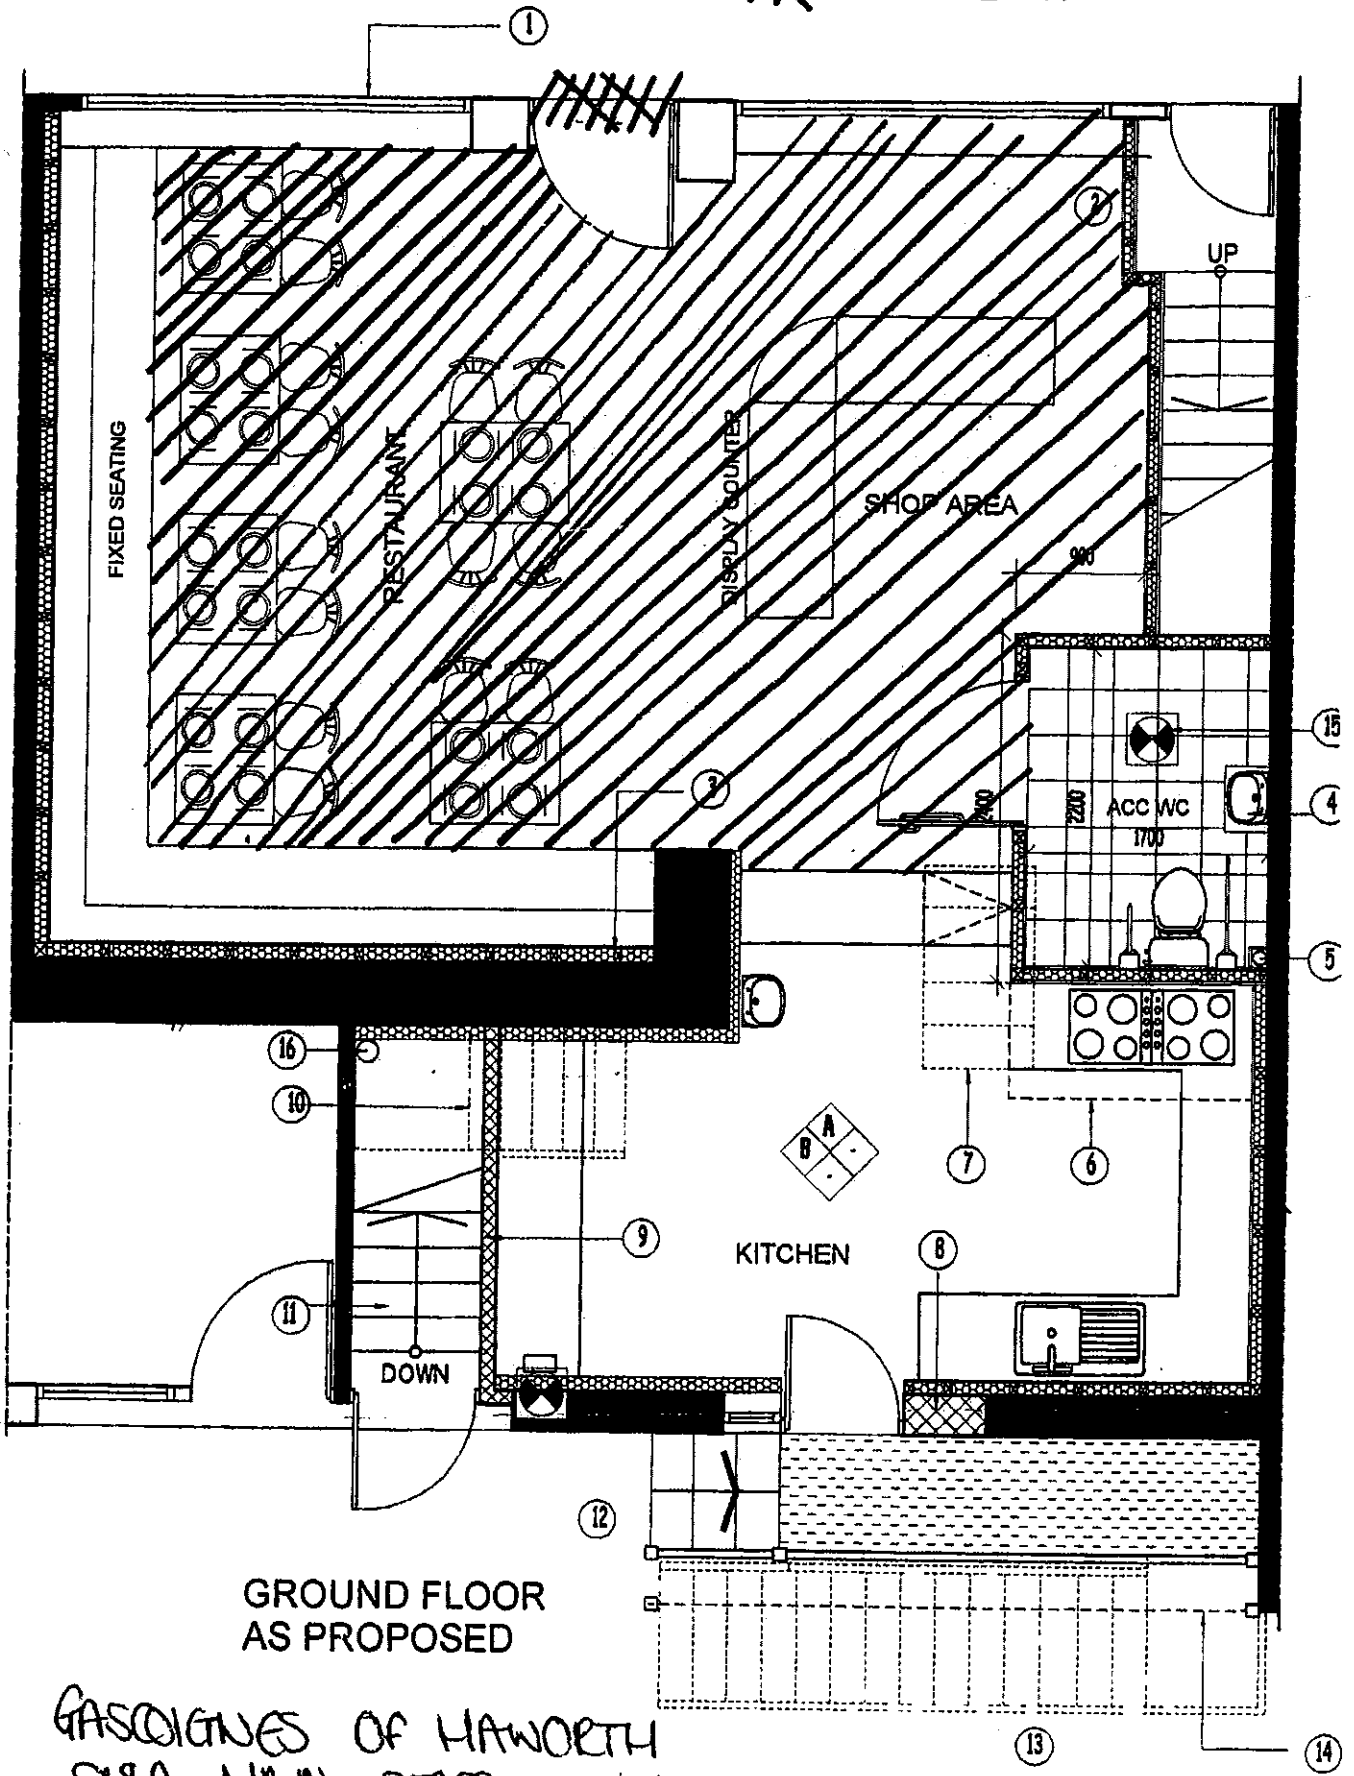 1
2
UP
FIXED SEATING
RESTAURANT
DISPLAY COUNTER
SHOP AREA
900
15
3
2400
2200
ACC WC
4
1700
5
16
10
A
B
7
6
9
KITCHEN
8
11
DOWN
12
GROUND FLOOR
AS PROPOSED
GASCOIGNES OF HAWORTH
13
14